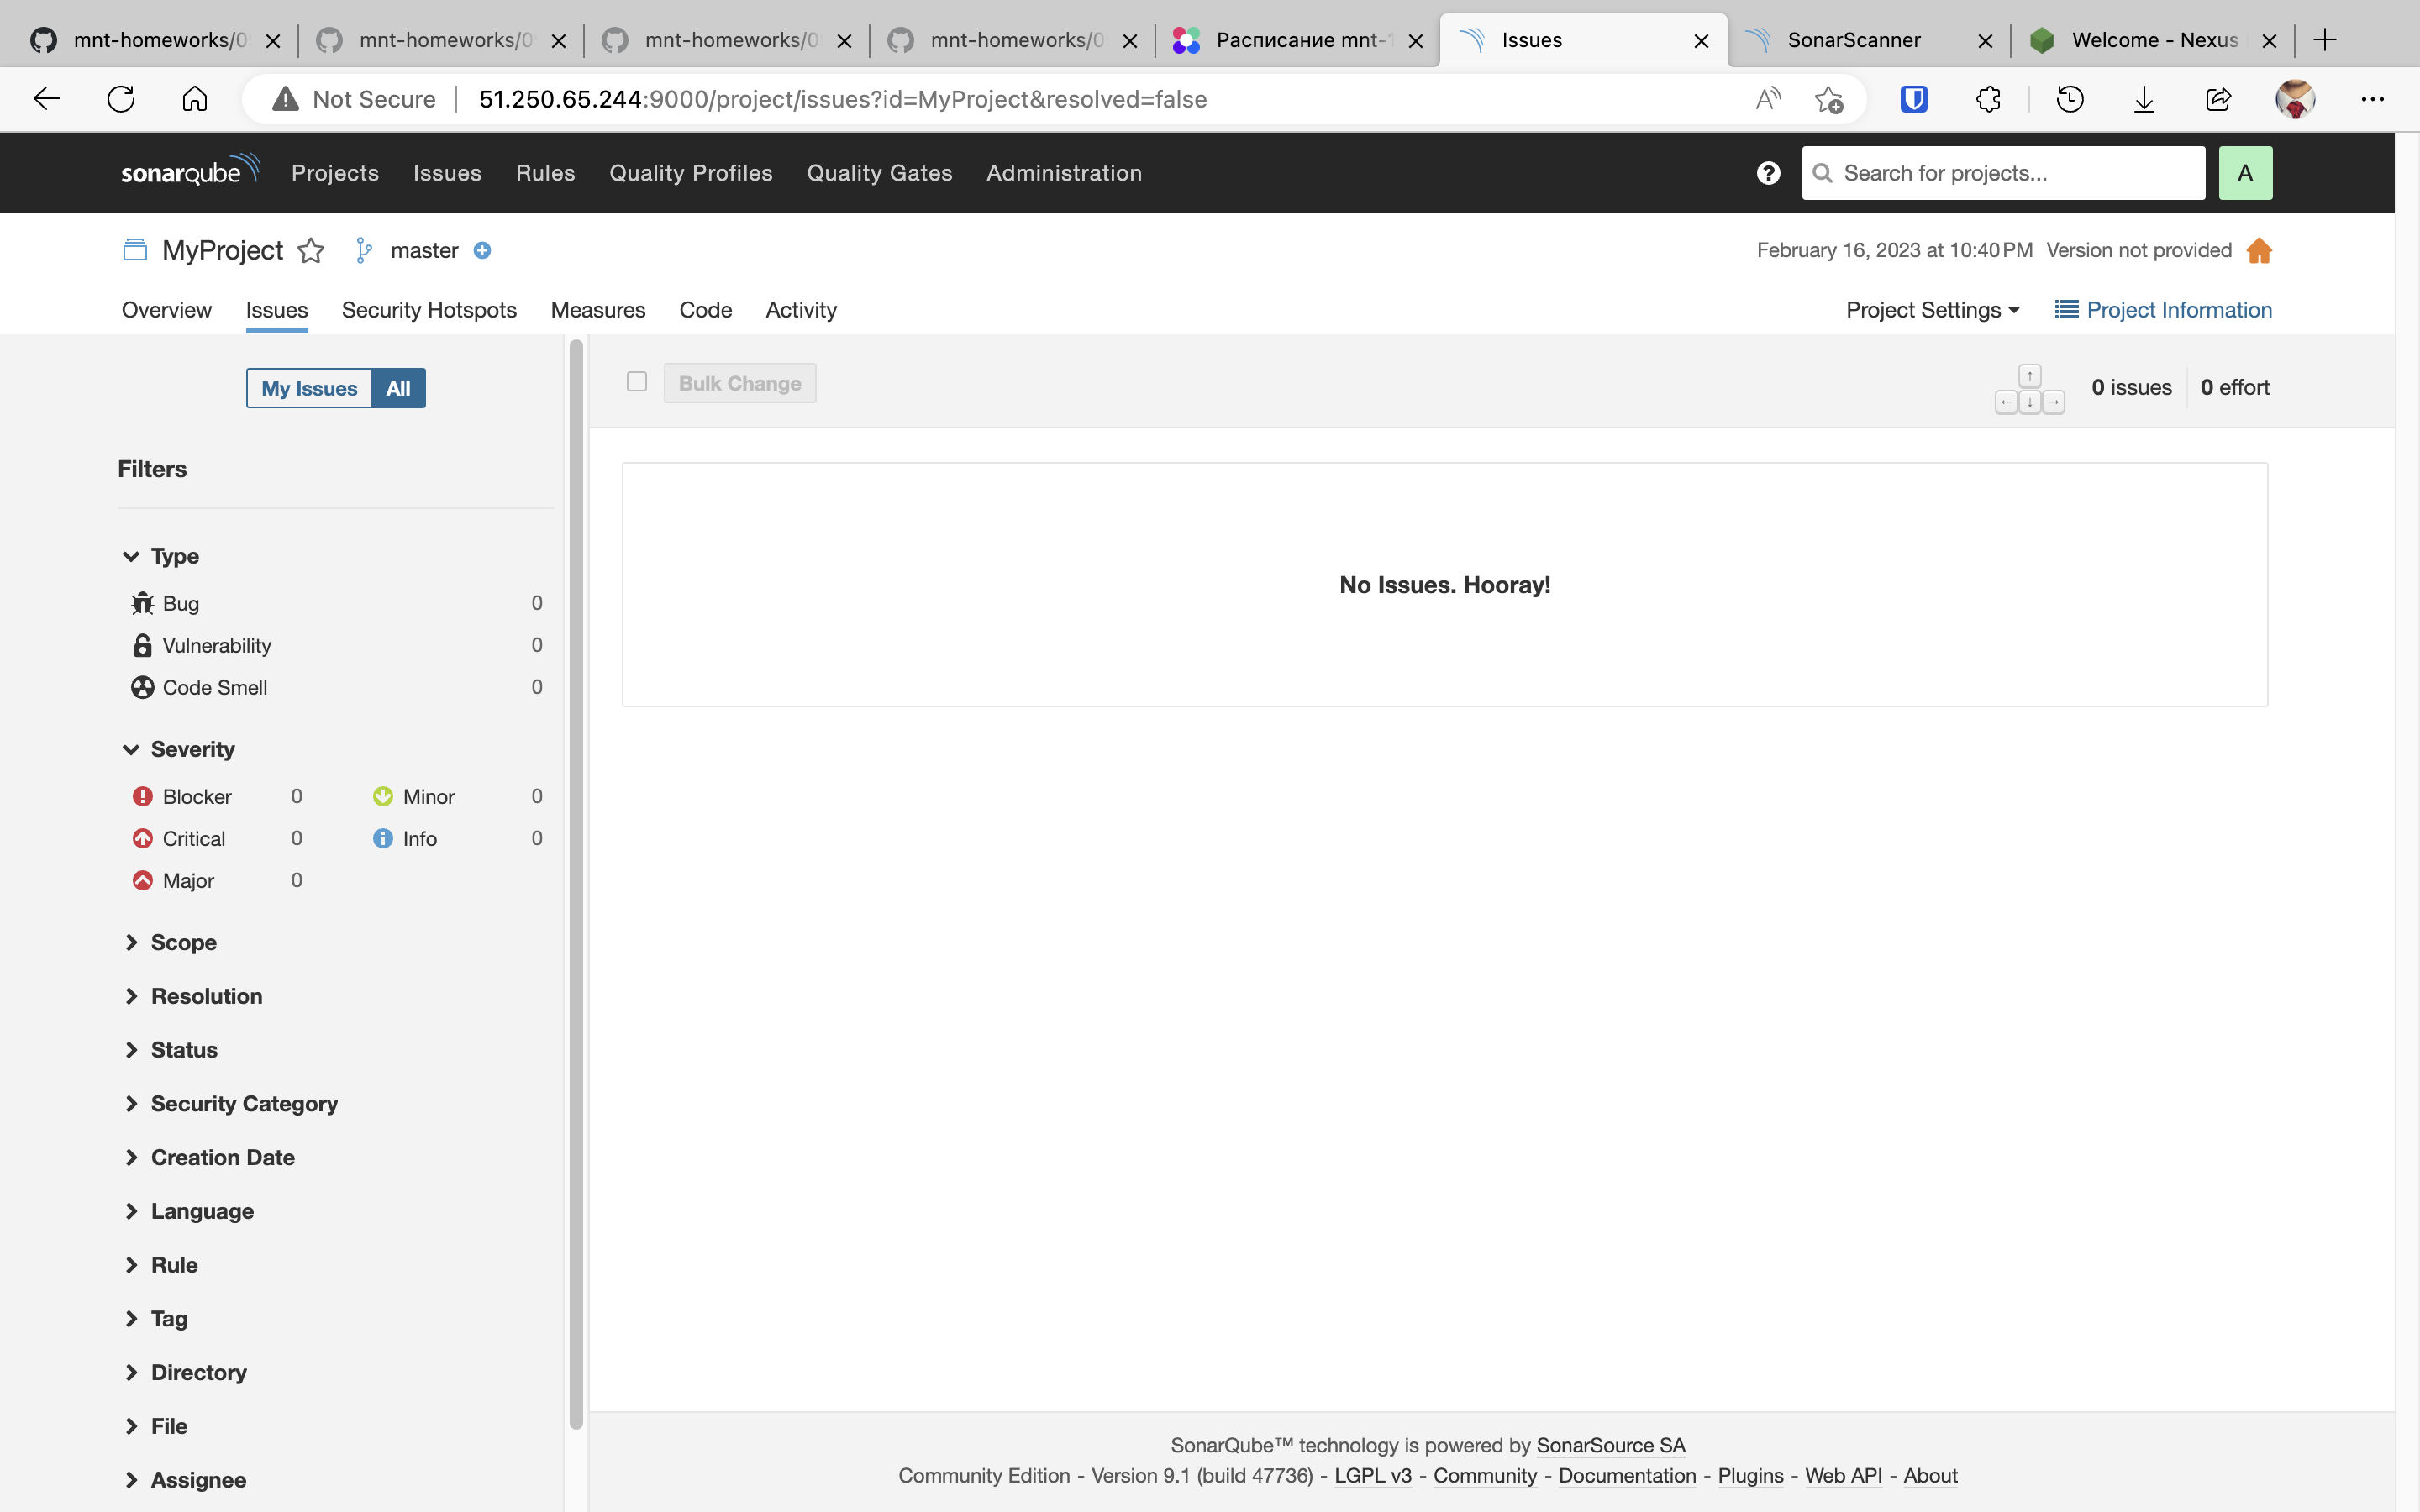 mnt-homeworks/0
mnt-homeworks/0
mnt-homeworks/0
mnt-homeworks/0
Расписание mnt-1
Issues
SonarScanner
Welcome - Nexus
Not Secure
51.250.65.244:9000/project/issues?id=MyProject&resolved=false
sonarqube
Projects
Issues
Rules
Quality Profiles
Quality Gates
Administration
?
Search for projects...
A
MyProject
master
February 16, 2023 at 10:40 PM
Version not provided
Overview
Issues
Security Hotspots
Measures
Code
Activity
Project Settings
Project Information
My Issues
All
Bulk Change
0 issues
0 effort
Filters
No Issues. Hooray!
Type
Bug 0
Vulnerability 0
Code Smell 0
Severity
Blocker 0
Minor 0
Critical 0
Info 0
Major 0
Scope
Resolution
Status
Security Category
Creation Date
Language
Rule
Tag
Directory
File
Assignee
SonarQube™ technology is powered by SonarSource SA
Community Edition - Version 9.1 (build 47736) - LGPL v3 - Community - Documentation - Plugins - Web API - About